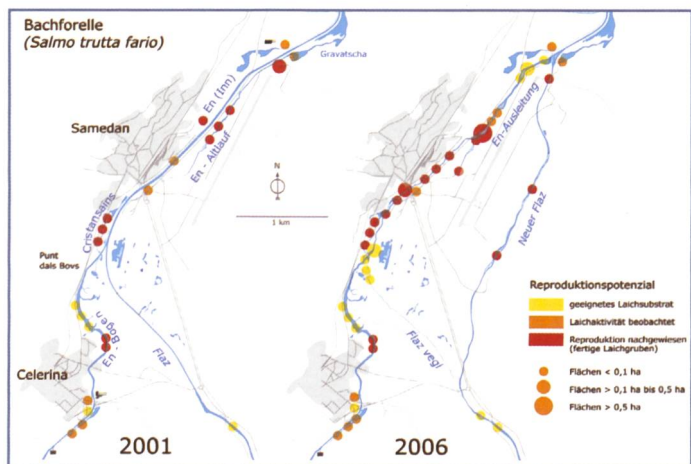 Bachforelle
(Salmo trutta fario)
Gravatscha
En (Inn)
Samedan
En - Altlauf
N
1 km
Cristansains
Punt
dals Bovs
En - Bogen
Flaz
Celerina
2001
En-Ausleitung
Neuer Flaz
Flaz vegl
2006
Reproduktionspotenzial
geeignetes Laichsubstrat
Laichaktivität beobachtet
Reproduktion nachgewiesen
(fertige Laichgruben)
Flächen < 0,1 ha
Flächen > 0,1 ha bis 0,5 ha
Flächen > 0,5 ha